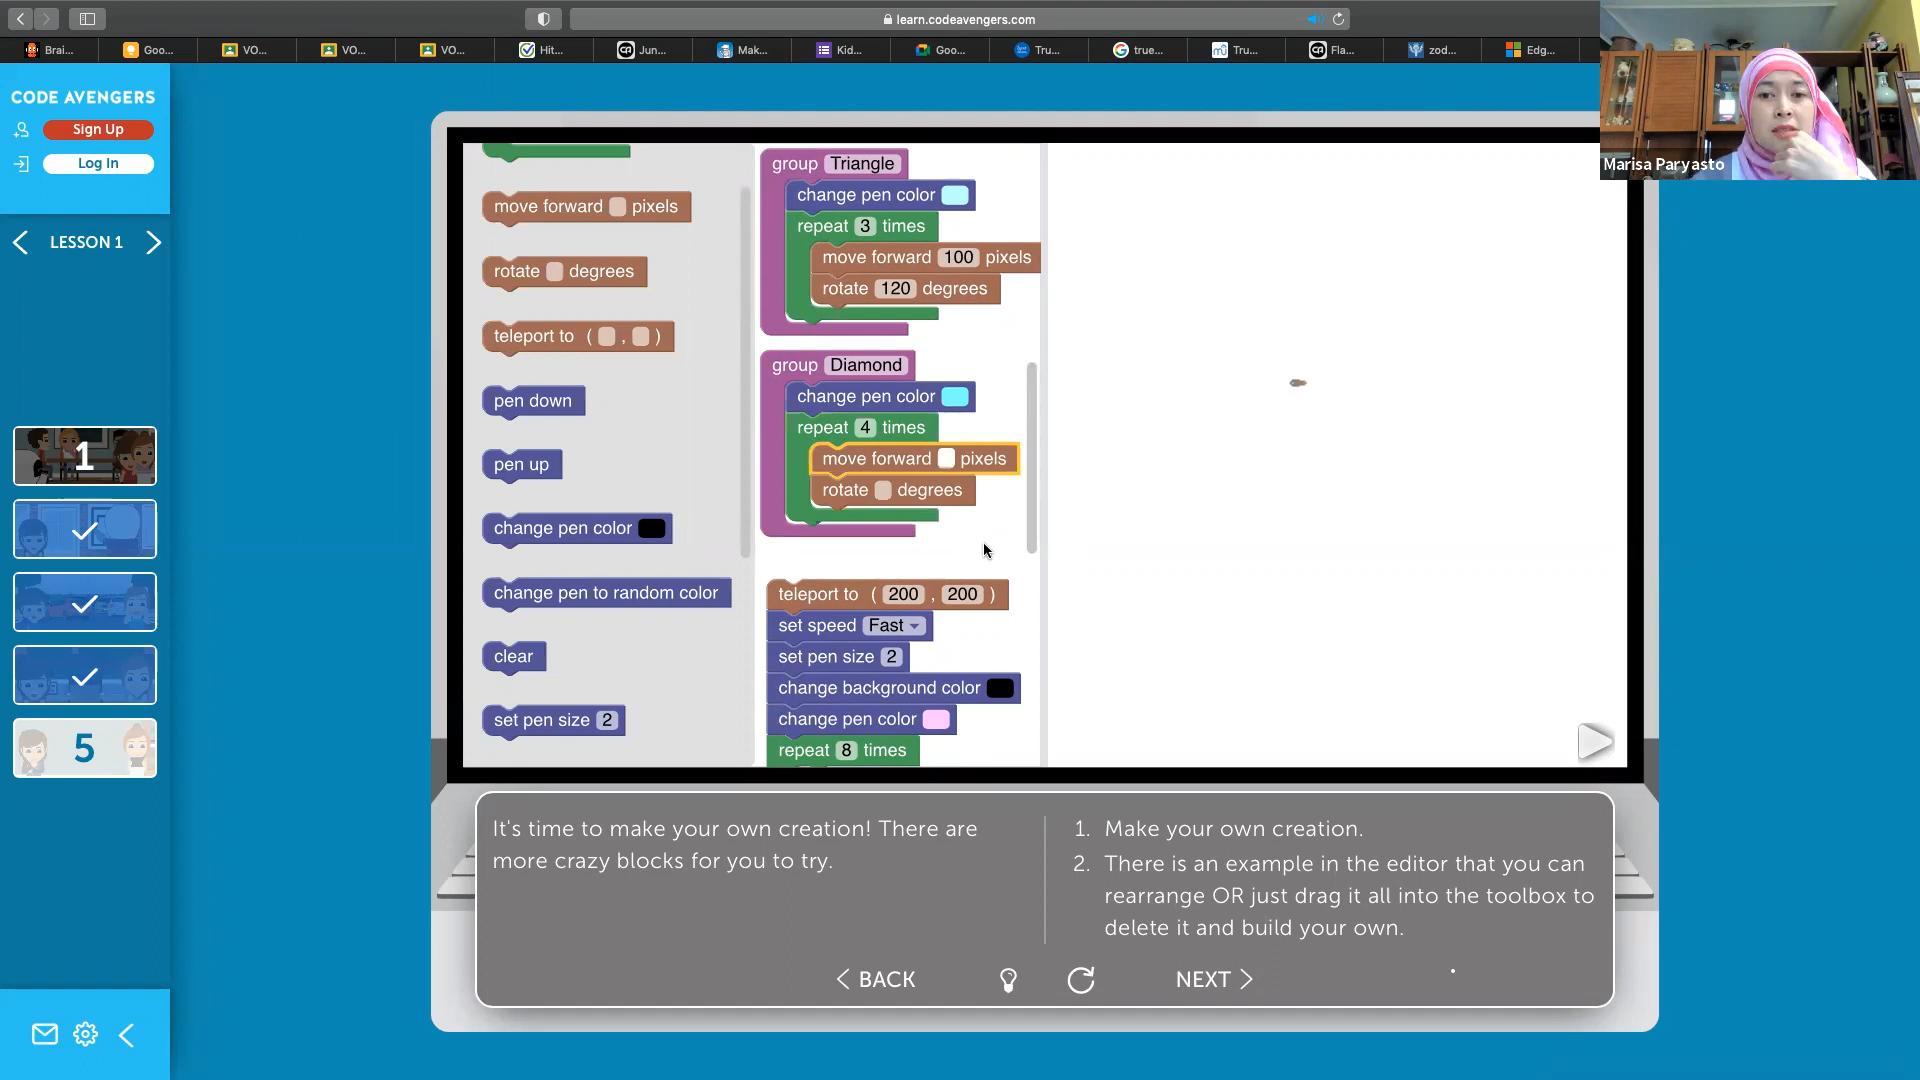 learn.codeavengers.com
Brai...
Goo...
VO...
VO...
VO...
Hit...
Jun...
Mak...
Kid...
Goo...
Tru...
true...
Tru...
Fla...
zod...
Edg...
Marisa Paryasto
CODE AVENGERS
Sign Up
Log In
LESSON 1
1
5
move forward pixels
rotate degrees
teleport to ( , )
pen down
pen up
change pen color
change pen to random color
clear
set pen size 2
group Triangle
change pen color
repeat 3 times
move forward 100 pixels
rotate 120 degrees
group Diamond
change pen color
repeat 4 times
move forward pixels
rotate degrees
teleport to ( 200 , 200 )
set speed Fast
set pen size 2
change background color
change pen color
repeat 8 times
It's time to make your own creation! There are
more crazy blocks for you to try.
1. Make your own creation.
2. There is an example in the editor that you can
rearrange OR just drag it all into the toolbox to
delete it and build your own.
< BACK
NEXT >